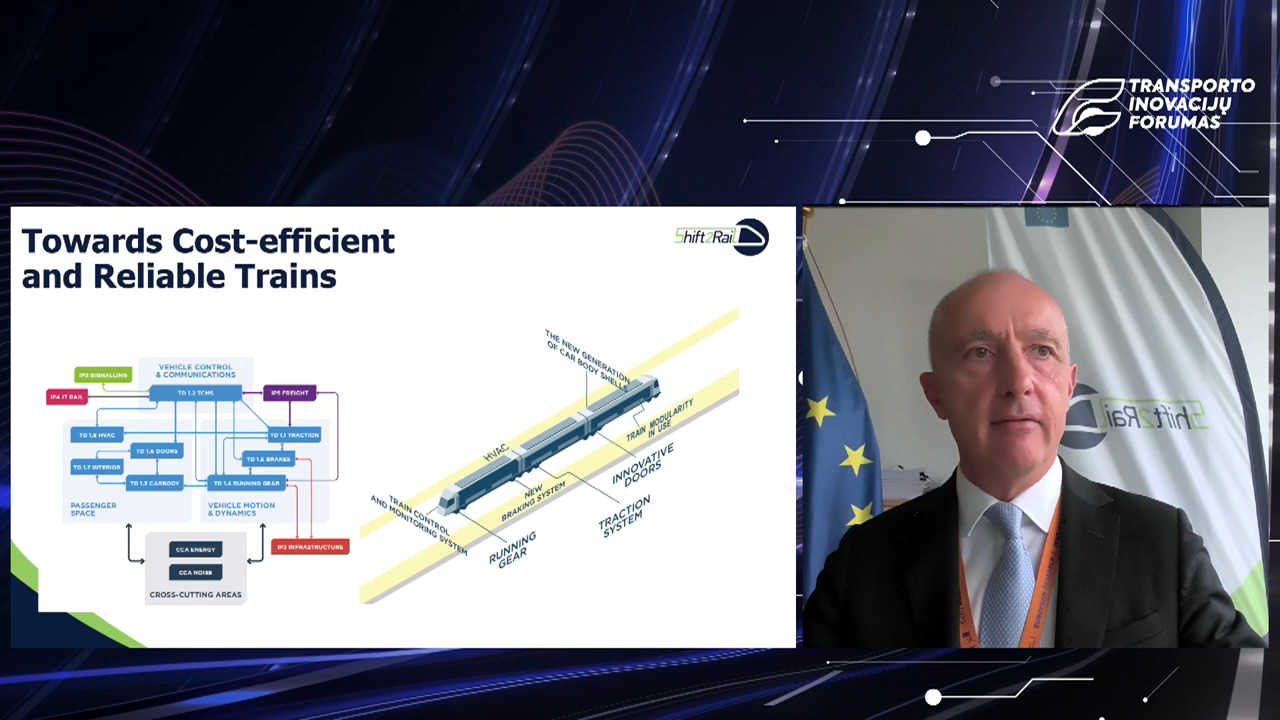 TRANSPORTO
INOVACIJŲ
FORUMAS
Towards Cost-efficient
and Reliable Trains
Shift2Rail
VEHICLE CONTROL
& COMMUNICATIONS
IP2 SIGNALLING
TD 1.2 TCMS
IP5 FREIGHT
IP4 IT RAIL
TD 1.8 HVAC
TD 1.1 TRACTION
TD 1.6 DOORS
TD 1.5 BRAKES
TD 1.7 INTERIOR
TD 1.3 CARBODY
TD 1.4 RUNNING GEAR
PASSENGER
SPACE
VEHICLE MOTION
& DYNAMICS
IP3 INFRASTRUCTURE
CCA ENERGY
CCA NOISE
CROSS-CUTTING AREAS
THE NEW GENERATION
OF CAR BODY SHELL
TRAIN MODULARITY
IN USE
HVAC
INNOVATIVE
DOORS
NEW
BRAKING SYSTEM
TRACTION
SYSTEM
TRAIN CONTROL
AND MONITORING SYSTEM
RUNNING
GEAR
Shift2Rail